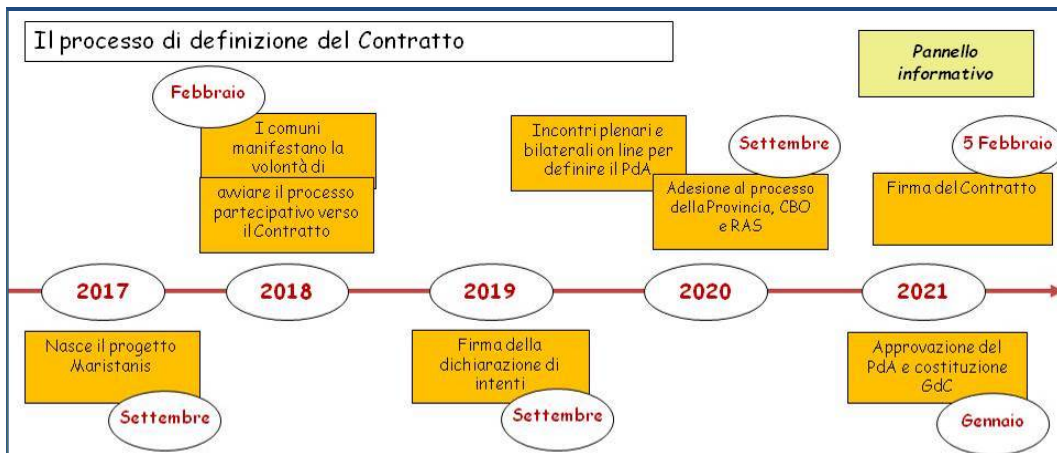 Il processo di definizione del Contratto
Pannello
informativo
Febbraio
I comuni
manifestano la
volontà di
avviare il processo
partecipativo verso
il Contratto
Incontri plenari e
bilaterali on line per
definire il PdA
Settembre
Adesione al processo
della Provincia, CBO
e RAS
5 Febbraio
Firma del Contratto
2017
2018
2019
2020
2021
Nasce il progetto
Maristanis
Settembre
Firma della
dichiarazione di
intenti
Settembre
Approvazione del
PdA e costituzione
GdC
Gennaio